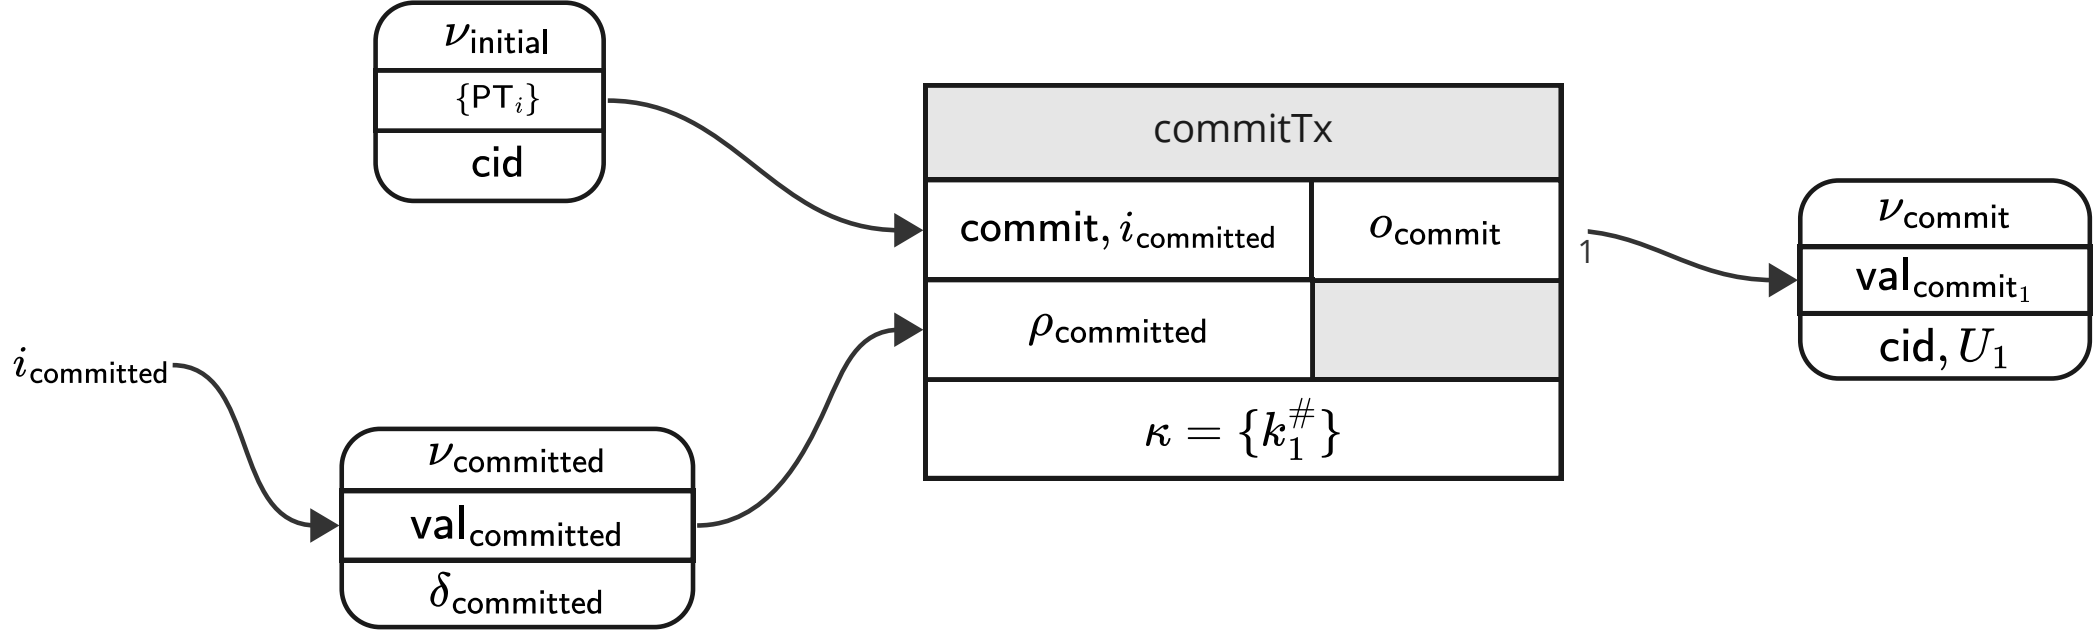 ν_initial
{PT_i}
cid
commitTx
commit, i_committed
o_commit
ρ_committed
κ = {k_1^#}
1
ν_commit
val_commit_1
cid, U_1
i_committed
ν_committed
val_committed
δ_committed